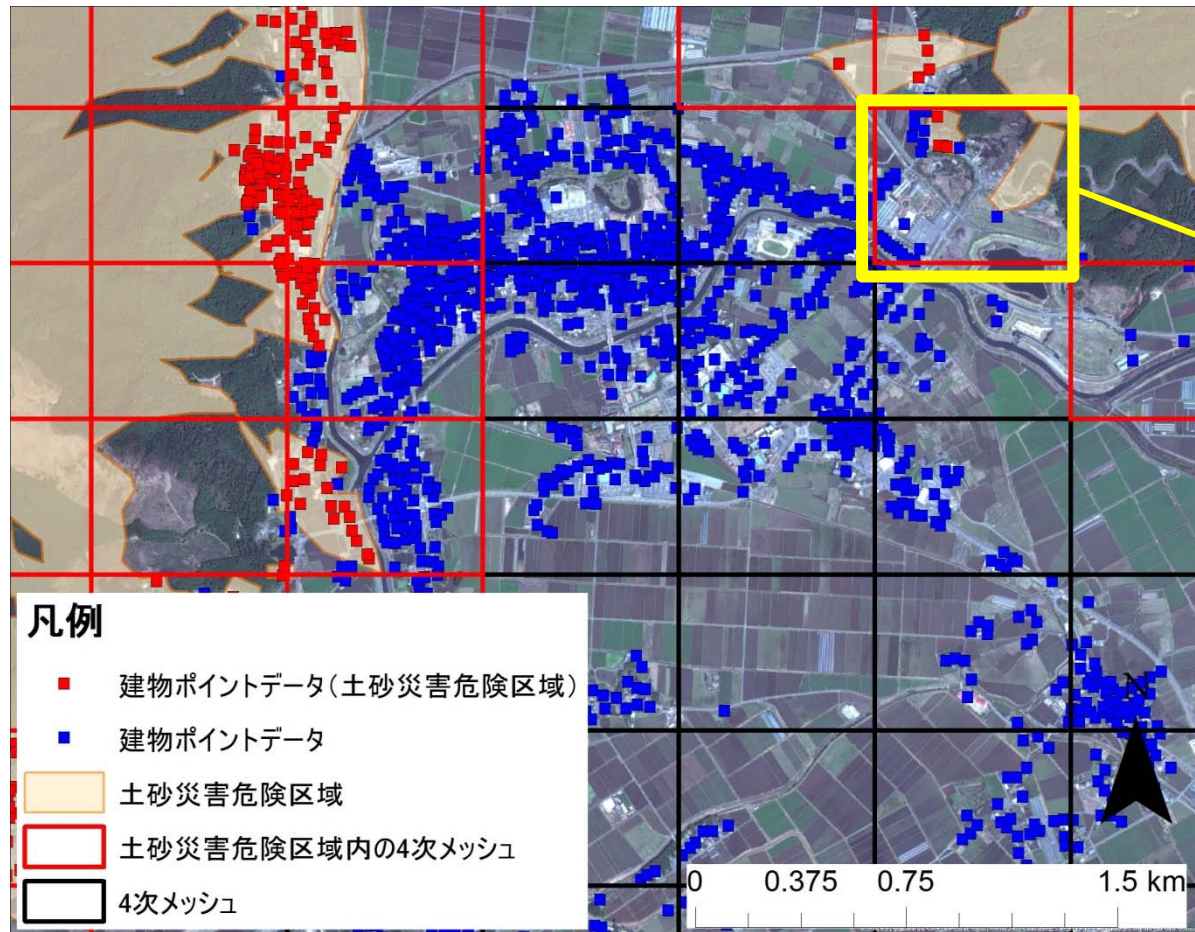 N
凡例
建物ポイントデータ(土砂災害危険区域)
建物ポイントデータ
土砂災害危険区域
土砂災害危険区域内の4次メッシュ
4次メッシュ
0 0.375 0.75 1.5 km